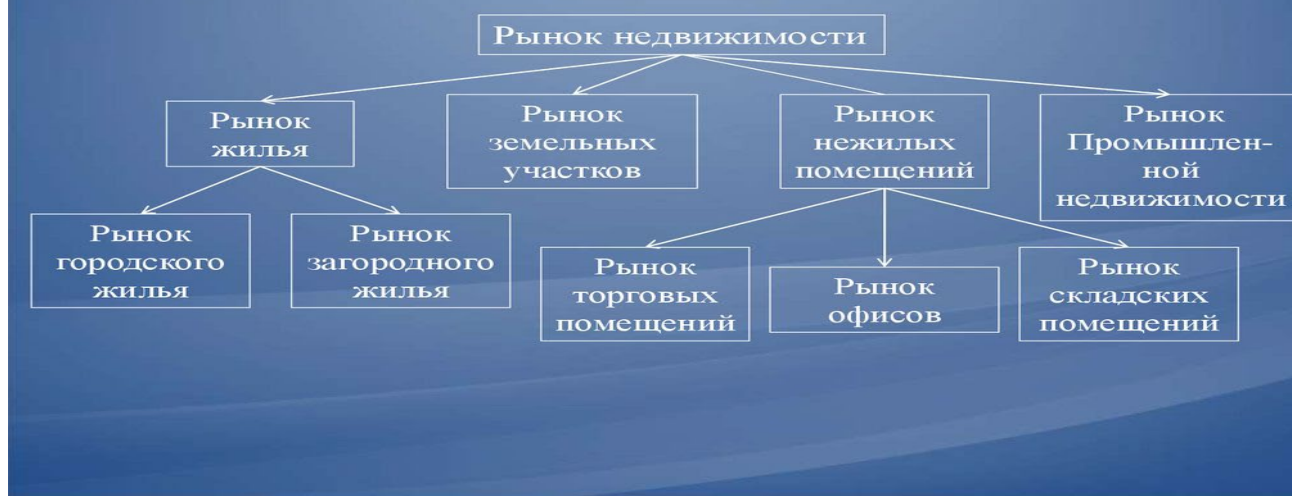 Рынок недвижимости
Рынок
жилья
Рынок
земельных
участков
Рынок
нежилых
помещений
Рынок
Промышлен-
ной
недвижимости
Рынок
городского
жилья
Рынок
загородного
жилья
Рынок
торговых
помещений
Рынок
офисов
Рынок
складских
помещений